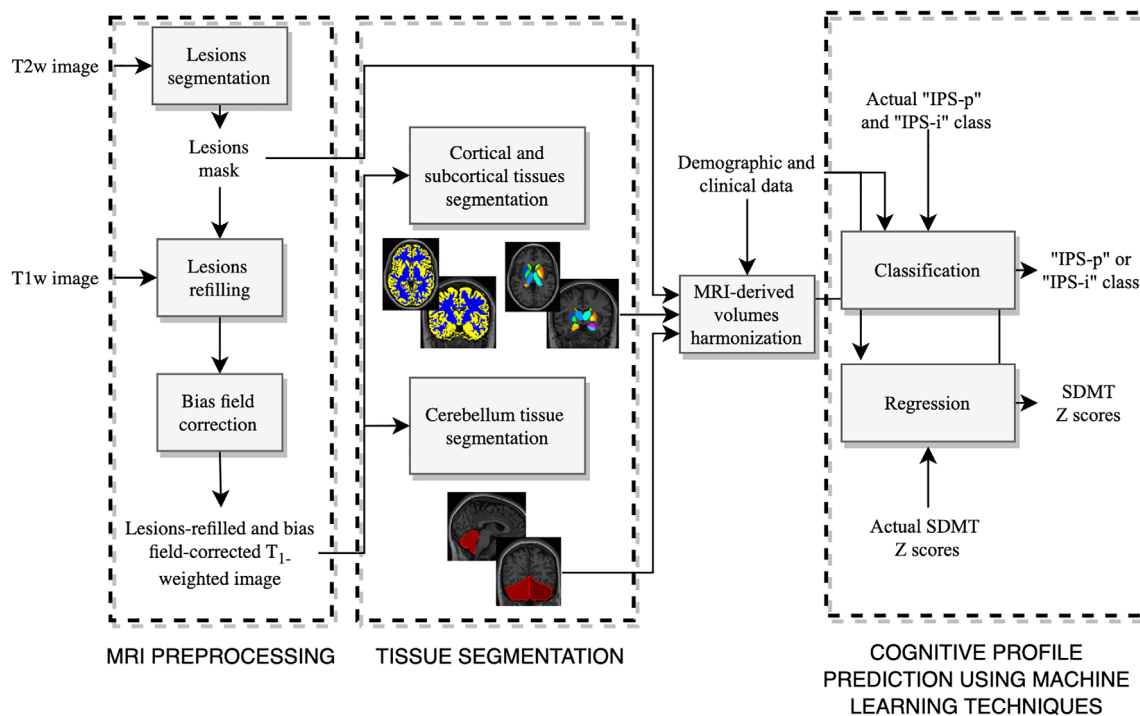 T2w image
Lesions
segmentation
Lesions
mask
T1w image
Lesions
refilling
Bias field
correction
Lesions-refilled and bias
field-corrected T1-
weighted image
MRI PREPROCESSING
Cortical and
subcortical tissues
segmentation
Cerebellum tissue
segmentation
TISSUE SEGMENTATION
Demographic and
clinical data
MRI-derived
volumes
harmonization
Actual "IPS-p"
and "IPS-i" class
Classification
"IPS-p" or
"IPS-i" class
Regression
SDMT
Z scores
Actual SDMT
Z scores
COGNITIVE PROFILE
PREDICTION USING MACHINE
LEARNING TECHNIQUES